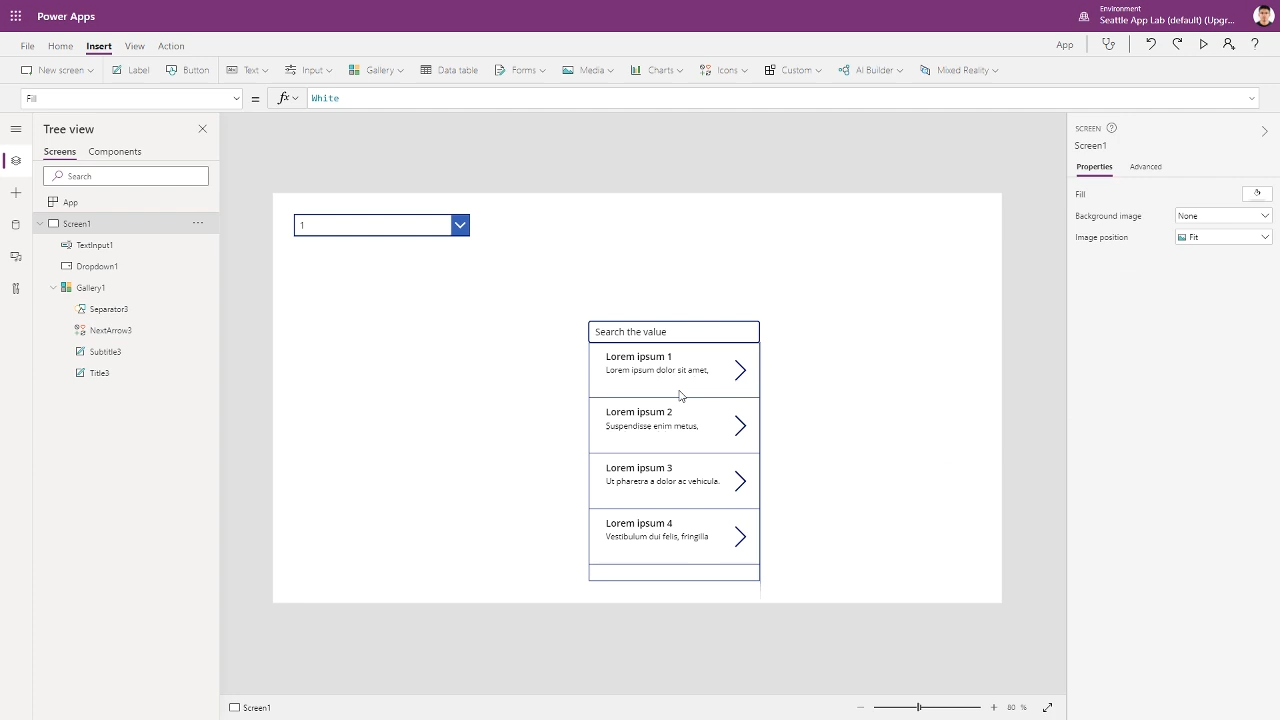 Power Apps
Environment
Seattle App Lab (default) (Upgr...
File Home Insert View Action
App
New screen Label Button Text Input Gallery Data table Forms Media Charts Icons Custom AI Builder Mixed Reality
Fill = fx White
Tree view
Screens Components
Search
App
Screen1
TextInput1
Dropdown1
Gallery1
Separator3
NextArrow3
Subtitle3
Title3
1
Search the value
Lorem ipsum 1
Lorem ipsum dolor sit amet,
Lorem ipsum 2
Suspendisse enim metus,
Lorem ipsum 3
Ut pharetra a dolor ac vehicula.
Lorem ipsum 4
Vestibulum dui felis, fringilla
SCREEN
Screen1
Properties Advanced
Fill
Background image None
Image position Fit
Screen1
80 %